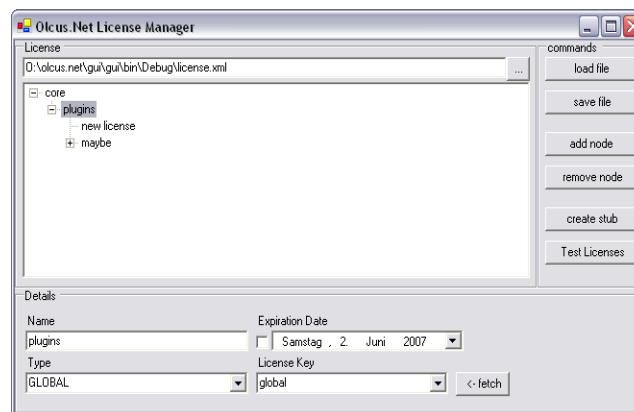 Olcus.Net License Manager
License
O:\olcus.net\gui\gui\bin\Debug\license.xml
...
core
plugins
new license
maybe
commands
load file
save file
add node
remove node
create stub
Test Licenses
Details
Name
Expiration Date
plugins
Samstag , 2. Juni 2007
Type
License Key
GLOBAL
global
<- fetch